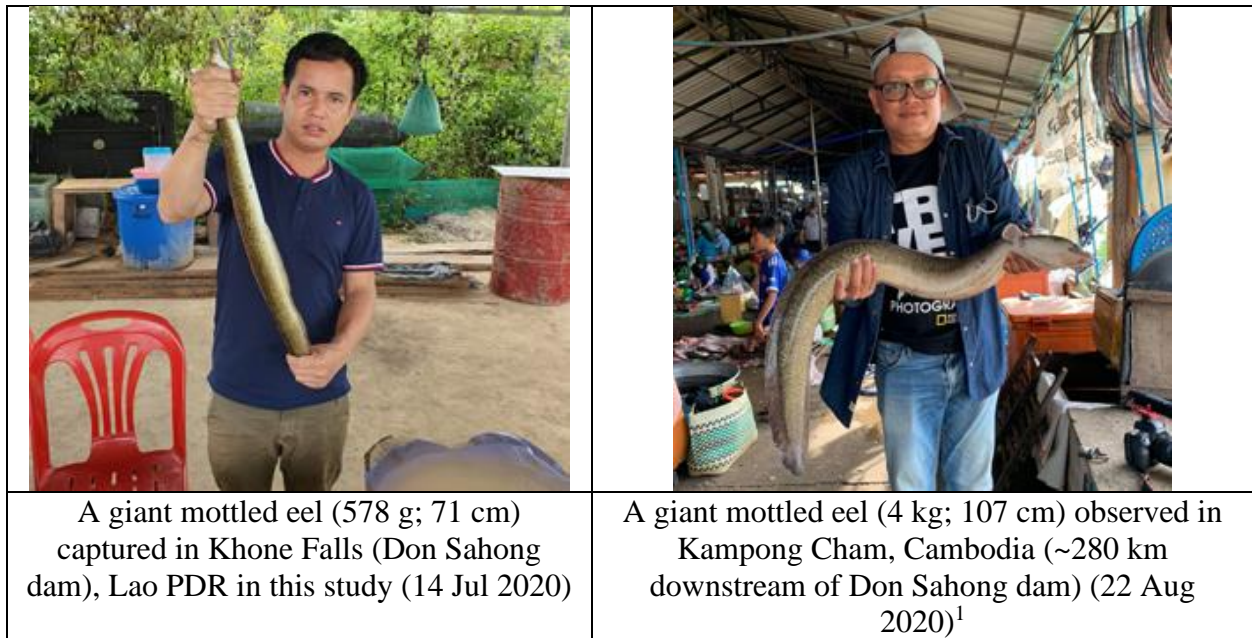 PHOTOGR
A giant mottled eel (578 g; 71 cm)
captured in Khone Falls (Don Sahong
dam), Lao PDR in this study (14 Jul 2020)
A giant mottled eel (4 kg; 107 cm) observed in
Kampong Cham, Cambodia (~280 km
downstream of Don Sahong dam) (22 Aug
2020)¹